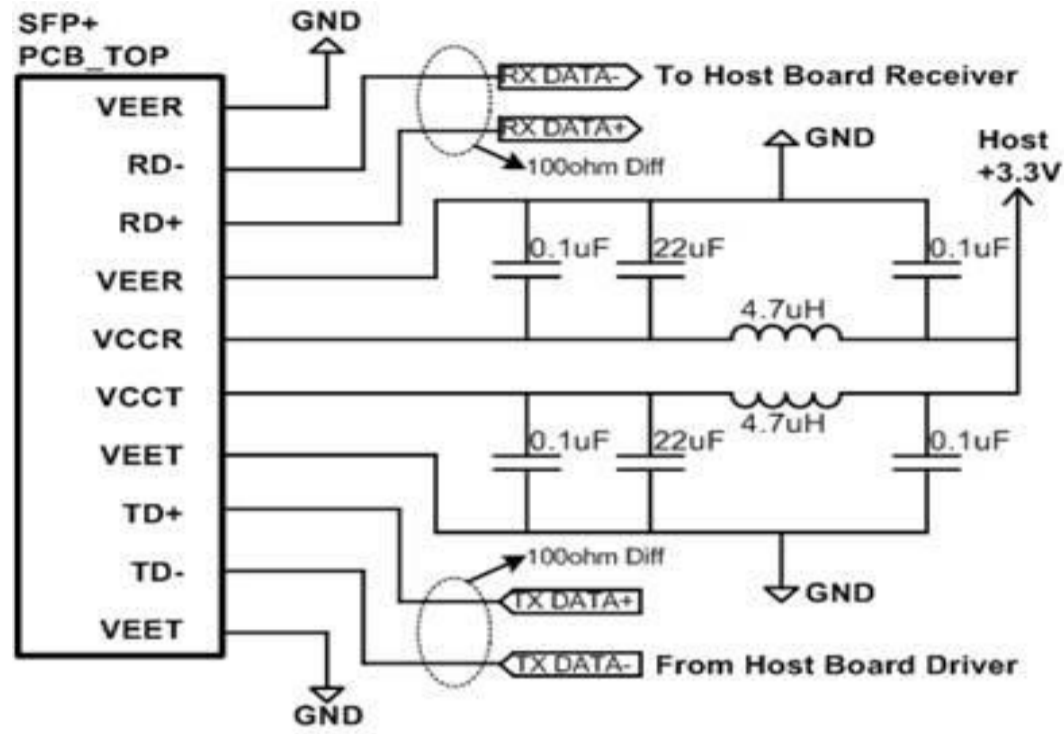 SFP+
PCB_TOP
GND
VEER
RD-
RD+
VEER
VCCR
VCCT
VEET
TD+
TD-
VEET
GND
RX DATA-
To Host Board Receiver
RX DATA+
100ohm Diff
GND
Host
+3.3V
0.1uF
22uF
0.1uF
4.7uH
4.7uH
0.1uF
22uF
0.1uF
100ohm Diff
TX DATA+
GND
TX DATA-
From Host Board Driver